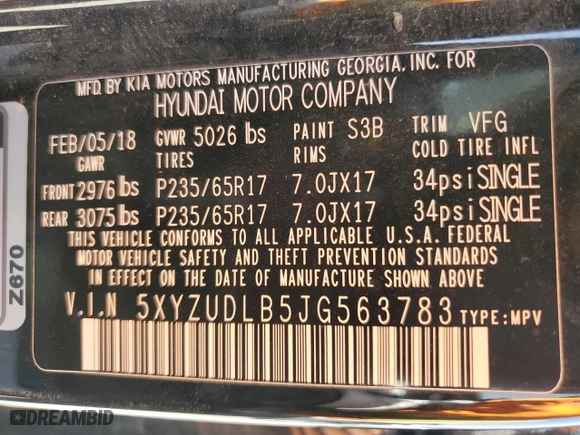 MFD. BY KIA MOTORS MANUFACTURING GEORGIA. INC. FOR
HYUNDAI MOTOR COMPANY
FEB/05/18 GVWR 5026 lbs PAINT S3B TRIM VFG
GAWR TIRES RIMS COLD TIRE INFL
FRONT 2976 lbs P235/65R17 7.0JX17 34psi SINGLE
REAR 3075 lbs P235/65R17 7.0JX17 34psi SINGLE
THIS VEHICLE CONFORMS TO ALL APPLICABLE U.S.A. FEDERAL
MOTOR VEHICLE SAFETY AND THEFT PREVENTION STANDARDS
IN EFFECT ON THE DATE OF MANUFACTURE SHOWN ABOVE.
V.I.N 5XYZUDLB5JG563783 TYPE:MPV
Z670
DREAMBID